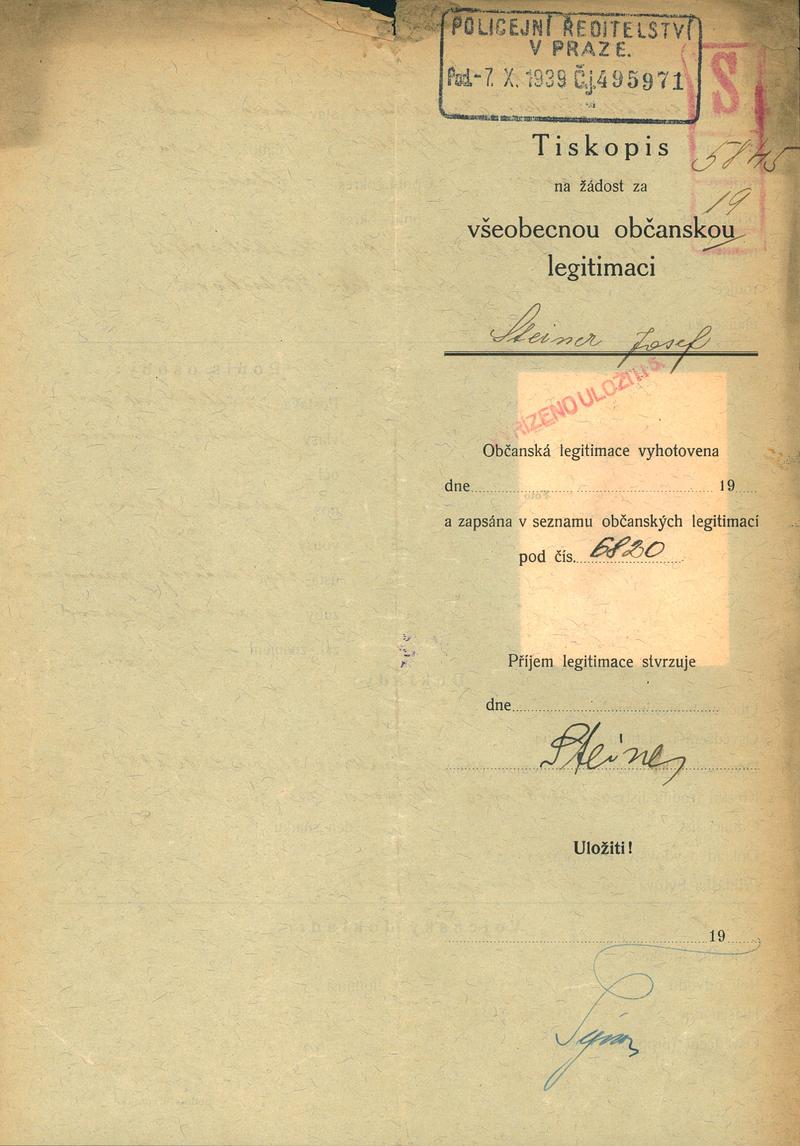 POLICEJNÍ ŘEDITELSTVÍ
V PRAZE.
Pod. -7. X. 1939 Čj. 495971
S
5845
19
Tiskopis
na žádost za
všeobecnou občanskou
legitimaci
Steiner Josef
VYŘÍZENO ULOŽITI S.
Občanská legitimace vyhotovena
dne 19
a zapsána v seznamu občanských legitimací
pod čís. 6820
Příjem legitimace stvrzuje
dne
Steiner
Uložiti!
19